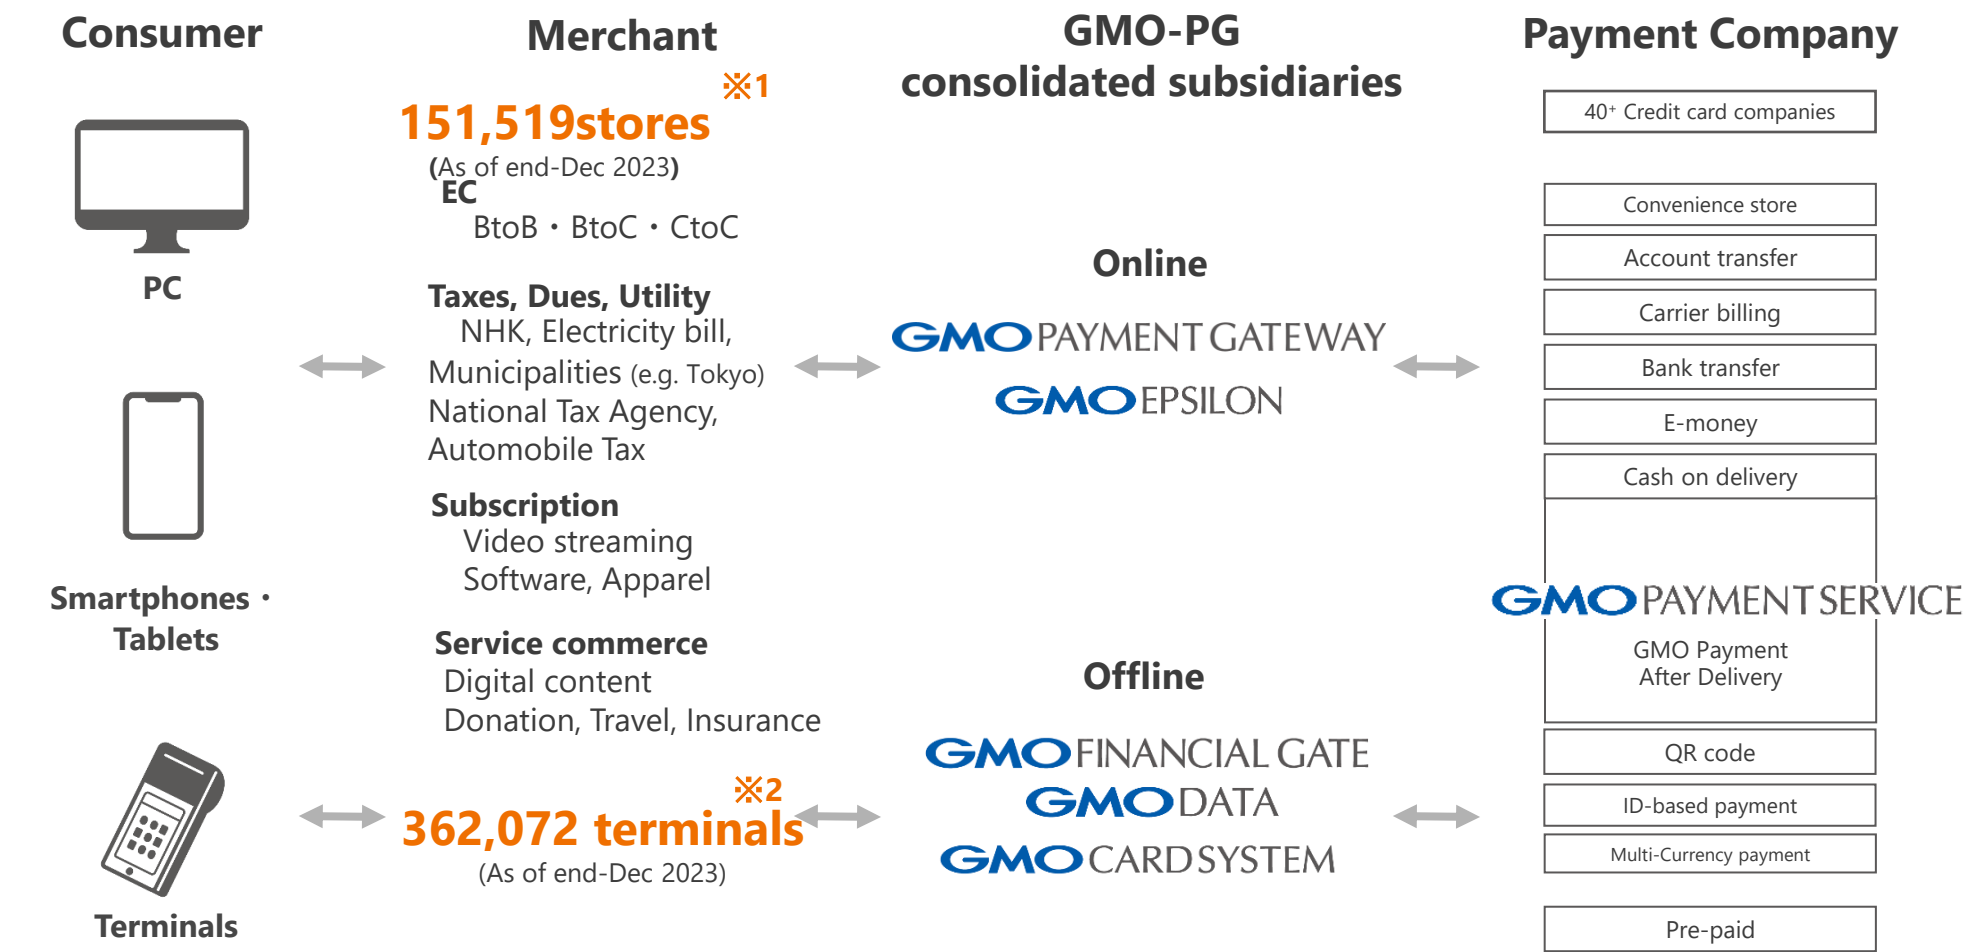 Consumer
PC
Smartphones・
Tablets
Terminals
Merchant
※1
151,519stores
(As of end-Dec 2023)
EC
BtoB・BtoC・CtoC
Taxes, Dues, Utility
NHK, Electricity bill,
Municipalities (e.g. Tokyo)
National Tax Agency,
Automobile Tax
Subscription
Video streaming
Software, Apparel
Service commerce
Digital content
Donation, Travel, Insurance
※2
362,072 terminals
(As of end-Dec 2023)
GMO-PG
consolidated subsidiaries
Online
GMO PAYMENT GATEWAY
GMO EPSILON
Offline
GMO FINANCIAL GATE
GMO DATA
GMO CARD SYSTEM
Payment Company
40+ Credit card companies
Convenience store
Account transfer
Carrier billing
Bank transfer
E-money
Cash on delivery
GMO PAYMENT SERVICE
GMO Payment
After Delivery
QR code
ID-based payment
Multi-Currency payment
Pre-paid